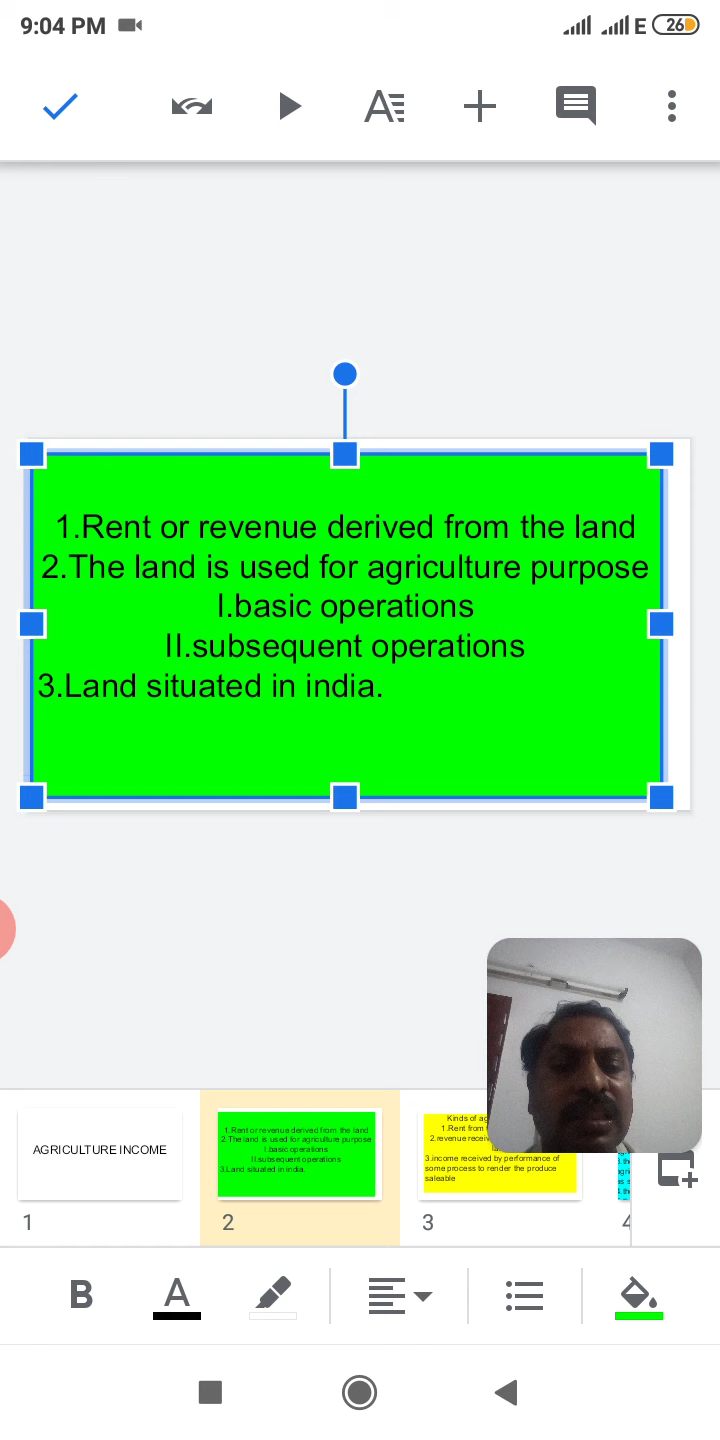 9:04 PM
E
26
1.Rent or revenue derived from the land
2.The land is used for agriculture purpose
I.basic operations
II.subsequent operations
3.Land situated in india.
AGRICULTURE INCOME
1.Rent or revenue derived from the land
2.The land is used for agriculture purpose
I.basic operations
II.subsequent operations
3.Land situated in india.
Kinds of
1.Rent from
2.revenue
3.income received by performance of
some process to render the produce
saleable
1
2
3
4
B
A